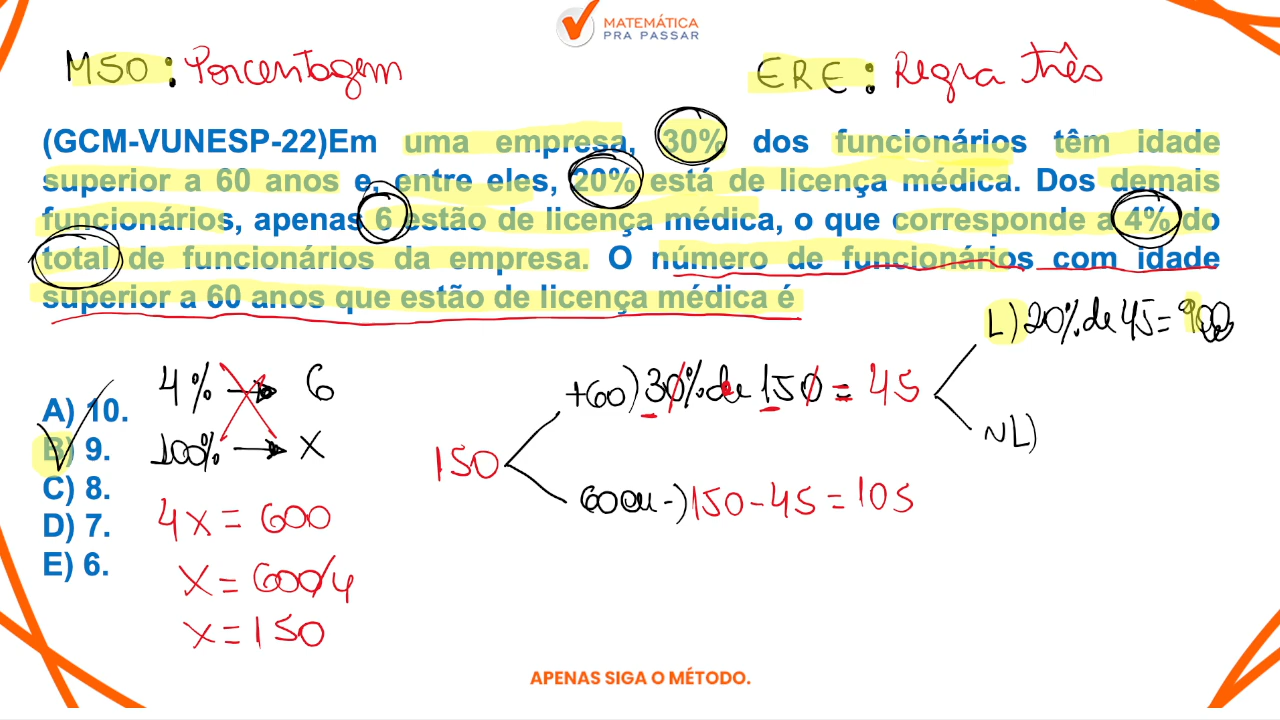 MATEMÁTICA
PRA PASSAR
MSO : Porcentagem
ERE : Regra três
(GCM-VUNESP-22)Em uma empresa, 30% dos funcionários têm idade
superior a 60 anos e, entre eles, 20% está de licença médica. Dos demais
funcionários, apenas 6 estão de licença médica, o que corresponde a 4% do
total de funcionários da empresa. O número de funcionários com idade
superior a 60 anos que estão de licença médica é
A) 10.
B) 9.
C) 8.
D) 7.
E) 6.
4% → 6
100% → X
4x = 600
x = 600/4
x = 150
150
+60) 30% de 150 = 45
60 ou -) 150 - 45 = 105
L) 20% de 45 = 900
NL)
APENAS SIGA O MÉTODO.